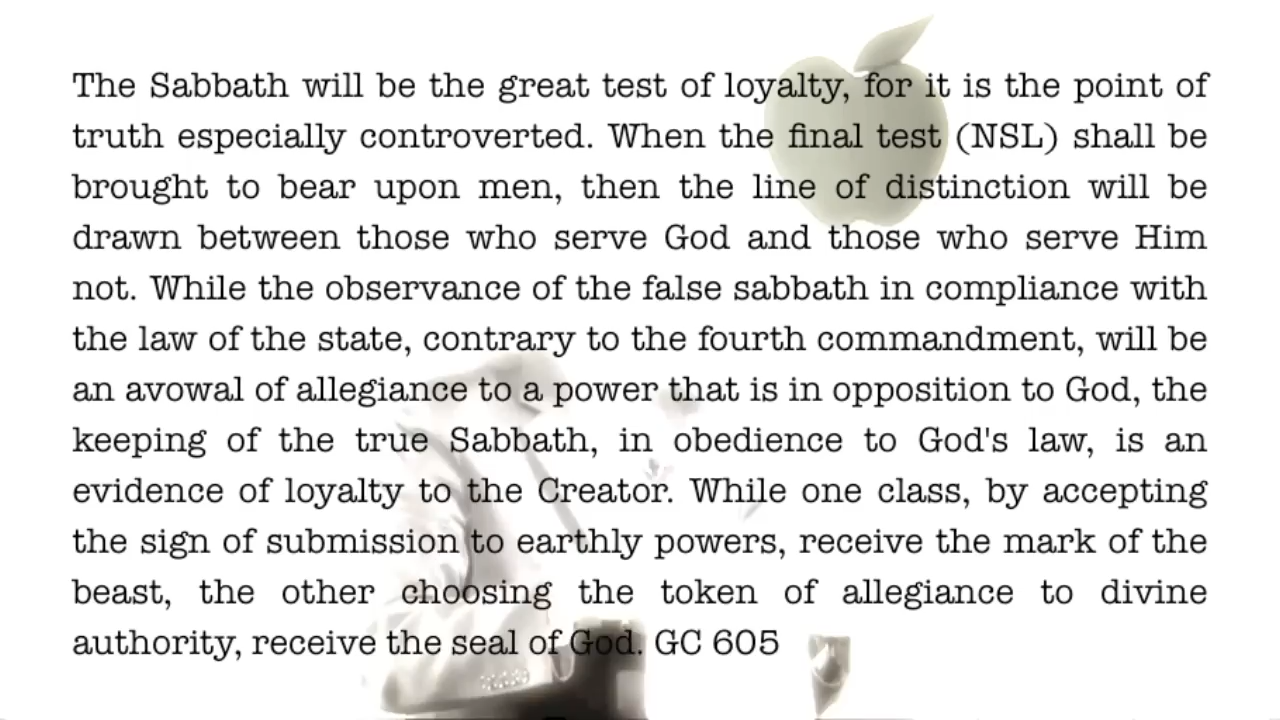 The Sabbath will be the great test of loyalty, for it is the point of
truth especially controverted. When the final test (NSL) shall be
brought to bear upon men, then the line of distinction will be
drawn between those who serve God and those who serve Him
not. While the observance of the false sabbath in compliance with
the law of the state, contrary to the fourth commandment, will be
an avowal of allegiance to a power that is in opposition to God, the
keeping of the true Sabbath, in obedience to God's law, is an
evidence of loyalty to the Creator. While one class, by accepting
the sign of submission to earthly powers, receive the mark of the
beast, the other choosing the token of allegiance to divine
authority, receive the seal of God. GC 605